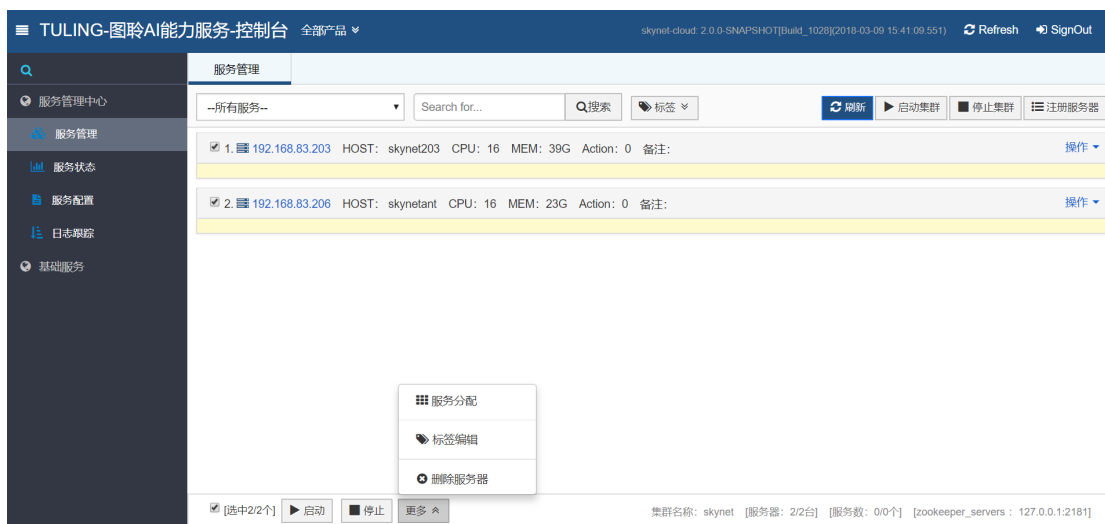 TULING-图聆AI能力服务-控制台 全部产品 skynet-cloud: 2.0.0-SNAPSHOT[Build_1028](2018-03-09 15:41:09.551) Refresh SignOut
服务管理
服务管理中心
--所有服务-- Search for... 搜索 标签 刷新 启动集群 停止集群 注册服务器
服务管理
1. 192.168.83.203 HOST: skynet203 CPU: 16 MEM: 39G Action: 0 备注: 操作
服务状态
2. 192.168.83.206 HOST: skynetant CPU: 16 MEM: 23G Action: 0 备注: 操作
服务配置
日志跟踪
基础服务
服务分配
标签编辑
删除服务器
[选中2/2个] 启动 停止 更多 集群名称: skynet [服务器: 2/2台] [服务数: 0/0个] [zookeeper_servers : 127.0.0.1:2181]